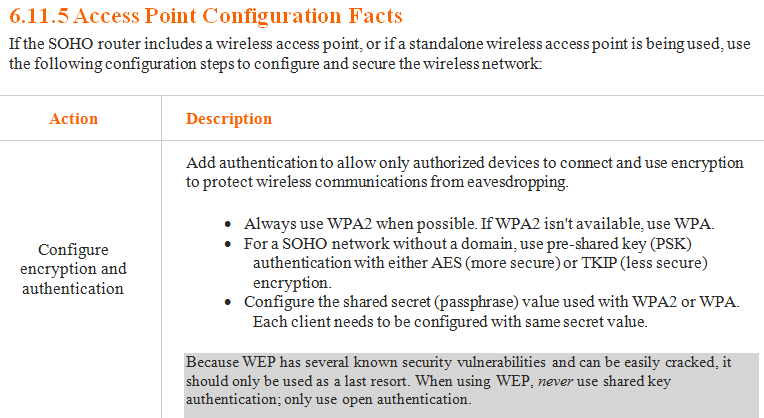 6.11.5 Access Point Configuration Facts
If the SOHO router includes a wireless access point, or if a standalone wireless access point is being used, use
the following configuration steps to configure and secure the wireless network:
Action
Description
Configure
encryption and
authentication
Add authentication to allow only authorized devices to connect and use encryption
to protect wireless communications from eavesdropping.
• Always use WPA2 when possible. If WPA2 isn't available, use WPA.
• For a SOHO network without a domain, use pre-shared key (PSK)
authentication with either AES (more secure) or TKIP (less secure)
encryption.
• Configure the shared secret (passphrase) value used with WPA2 or WPA.
Each client needs to be configured with same secret value.
Because WEP has several known security vulnerabilities and can be easily cracked, it
should only be used as a last resort. When using WEP, never use shared key
authentication; only use open authentication.